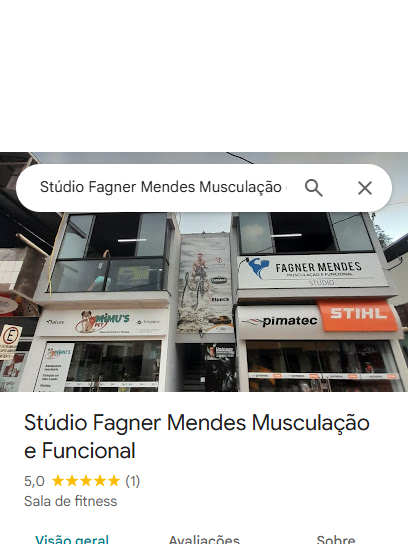 Stúdio Fagner Mendes Musculação
FAGNER MENDES
MUSCULAÇÃO E FUNCIONAL
STUDIO
MIMU'S
pimatec
STIHL
E
Stúdio Fagner Mendes Musculação
e Funcional
5,0 ★★★★★ (1)
Sala de fitness
Visão geral
Avaliações
Sobre